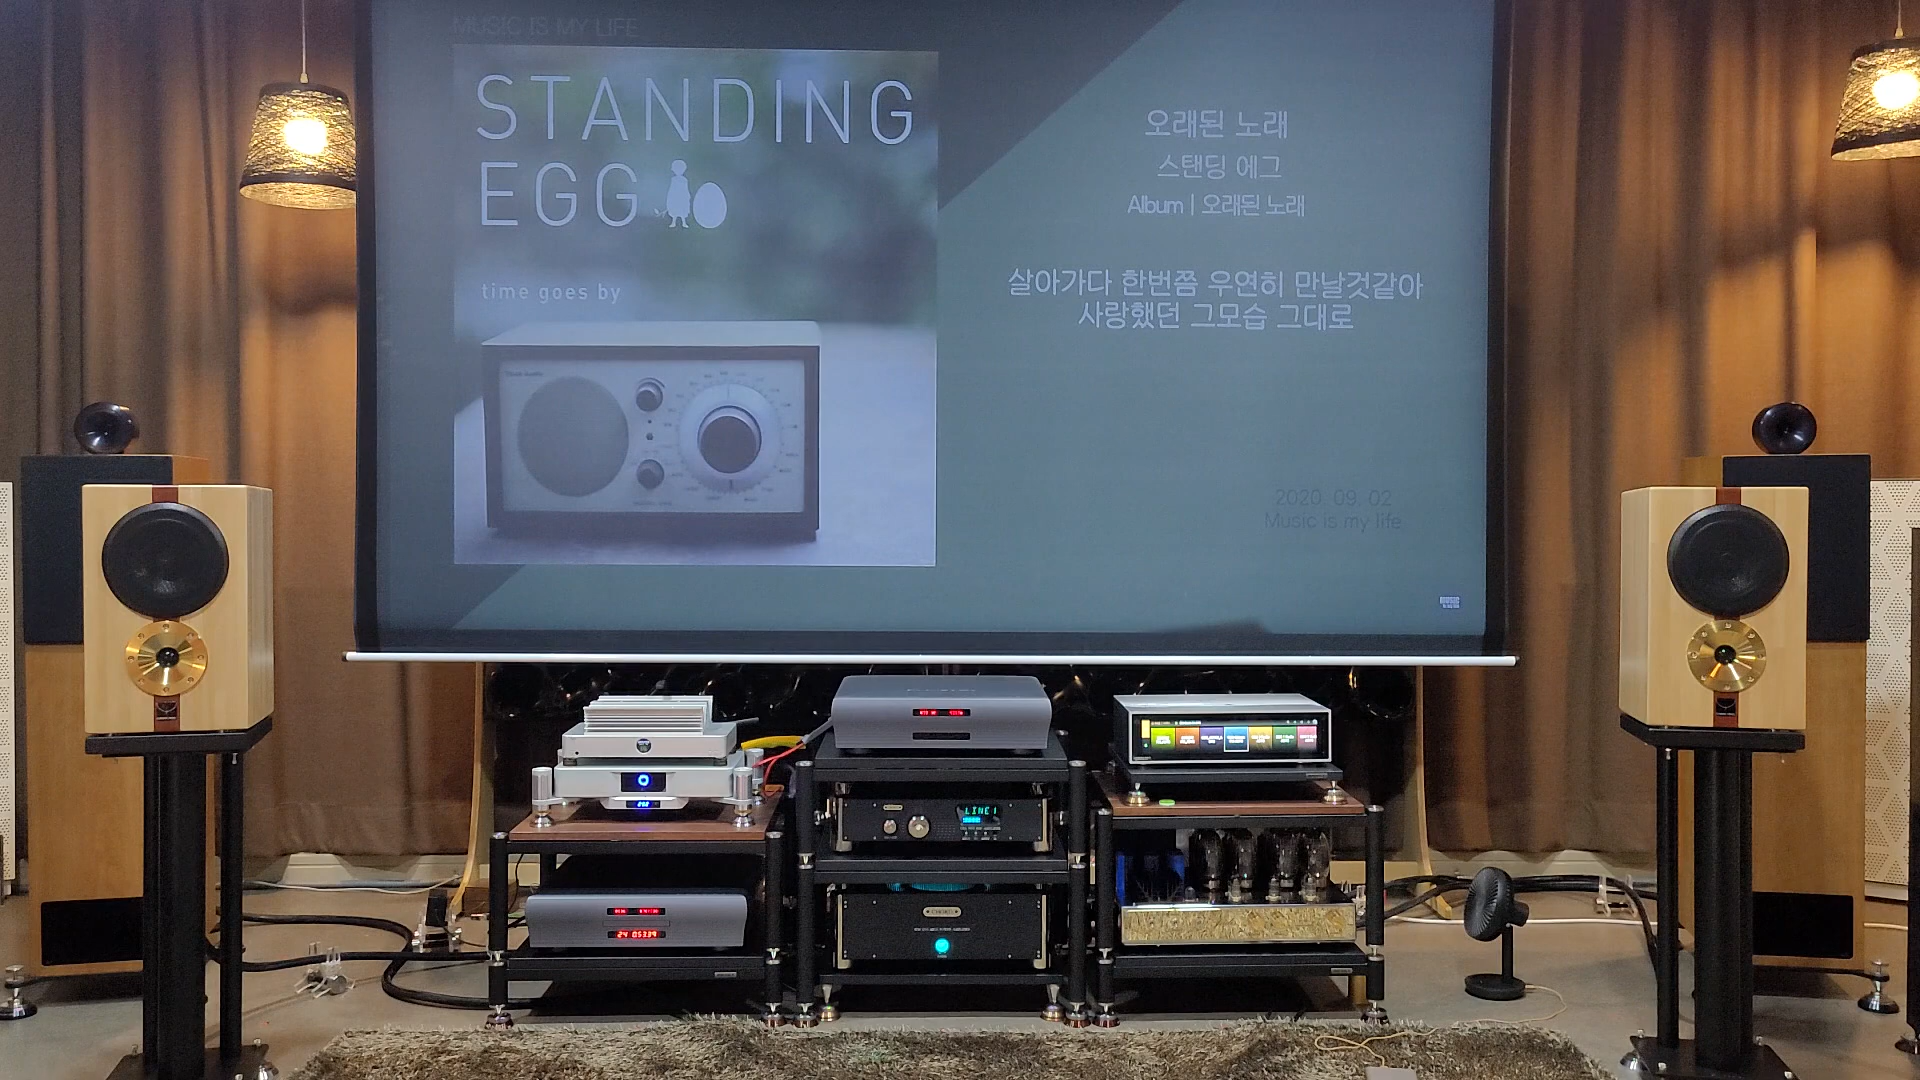 MUSIC IS MY LIFE
STANDING
EGG
time goes by
오래된 노래
스탠딩 에그
Album | 오래된 노래
살아가다 한번쯤 우연히 만날것같아
사랑했던 그모습 그대로
2020. 09. 02
Music is my life
LINE1